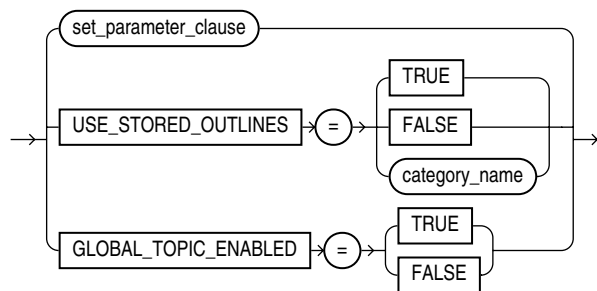 set_parameter_clause
TRUE
USE_STORED_OUTLINES = FALSE
category_name
TRUE
GLOBAL_TOPIC_ENABLED =
FALSE